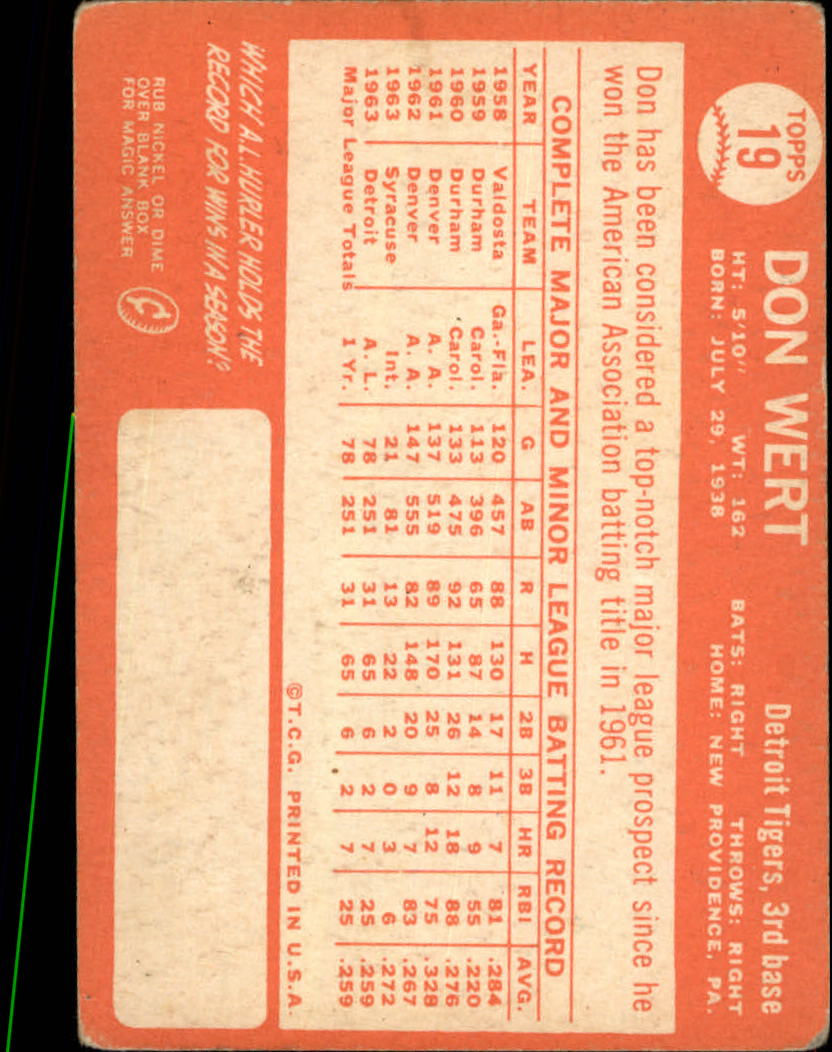 TOPPS
19
DON WERT
Detroit Tigers, 3rd base
HT: 5'10" WT: 162 BATS: RIGHT THROWS: RIGHT
BORN: JULY 29, 1938 HOME: NEW PROVIDENCE, PA.
Don has been considered a top-notch major league prospect since he
won the American Association batting title in 1961.
COMPLETE MAJOR AND MINOR LEAGUE BATTING RECORD
YEAR TEAM LEA. G AB R H 2B 3B HR RBI AVG.
1958 Valdosta Ga.-Fla. 120 457 88 130 17 11 7 81 .284
1959 Durham Carol. 113 396 65 87 14 8 9 55 .220
1960 Durham Carol. 133 475 92 131 26 12 18 88 .276
1961 Denver A. A. 137 519 89 170 25 8 12 75 .328
1962 Denver A. A. 147 555 82 148 20 9 7 83 .267
1963 Syracuse Int. 21 81 13 22 2 0 3 6 .272
1963 Detroit A. L. 78 251 31 65 6 2 7 25 .259
Major League Totals 1 Yr. 78 251 31 65 6 2 7 25 .259
©T.C.G. PRINTED IN U.S.A.
WHICH A.L. HURLER HOLDS THE
RECORD FOR WINS IN A SEASON?
RUB NICKEL OR DIME
OVER BLANK BOX
FOR MAGIC ANSWER